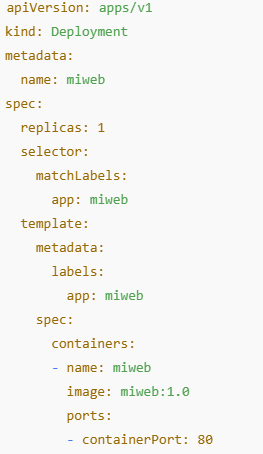 apiVersion: apps/v1
kind: Deployment
metadata:
  name: miweb
spec:
  replicas: 1
  selector:
    matchLabels:
      app: miweb
  template:
    metadata:
      labels:
        app: miweb
    spec:
      containers:
      - name: miweb
        image: miweb:1.0
        ports:
        - containerPort: 80